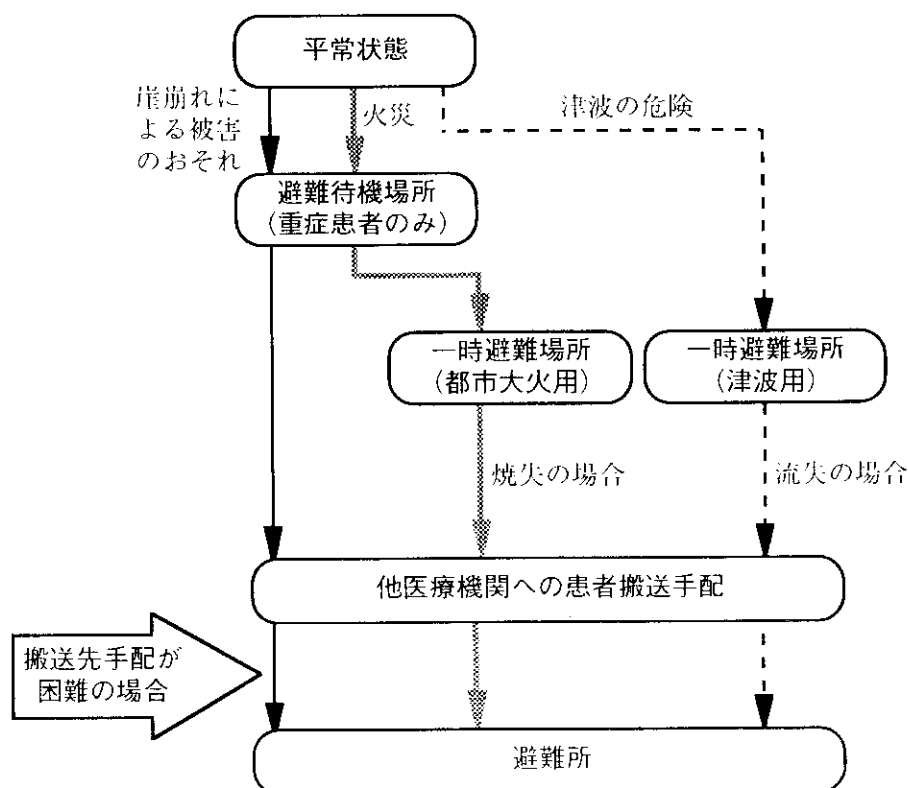 平常状態
崖崩れに
よる被害
のおそれ
火災
津波の危険
避難待機場所
(重症患者のみ)
一時避難場所
(都市大火用)
一時避難場所
(津波用)
焼失の場合
流失の場合
他医療機関への患者搬送手配
搬送先手配が
困難の場合
避難所